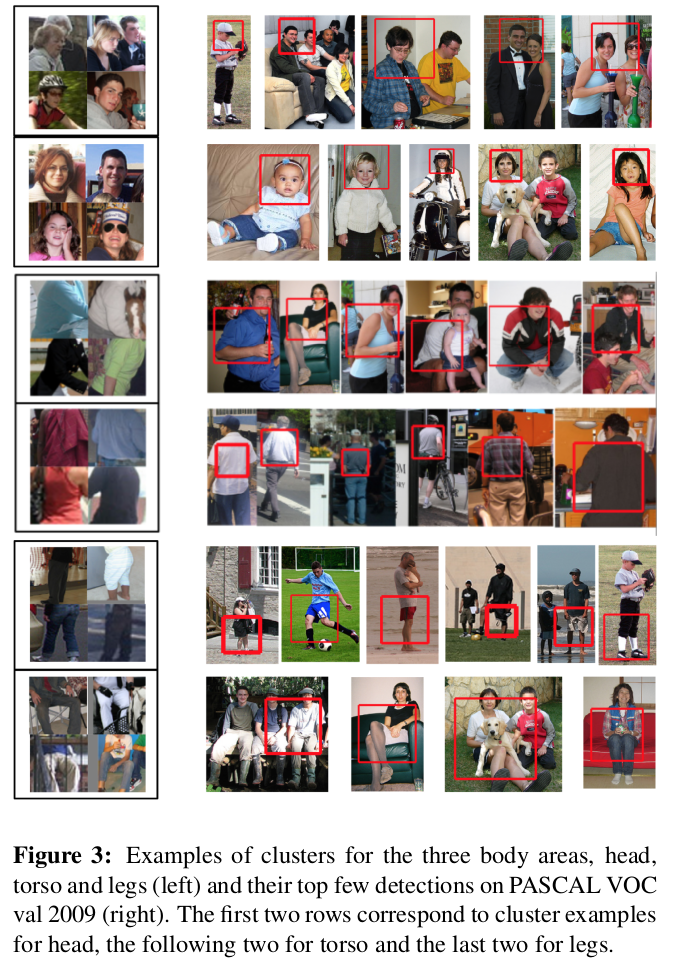 Figure 3: Examples of clusters for the three body areas, head,
torso and legs (left) and their top few detections on PASCAL VOC
val 2009 (right). The first two rows correspond to cluster examples
for head, the following two for torso and the last two for legs.